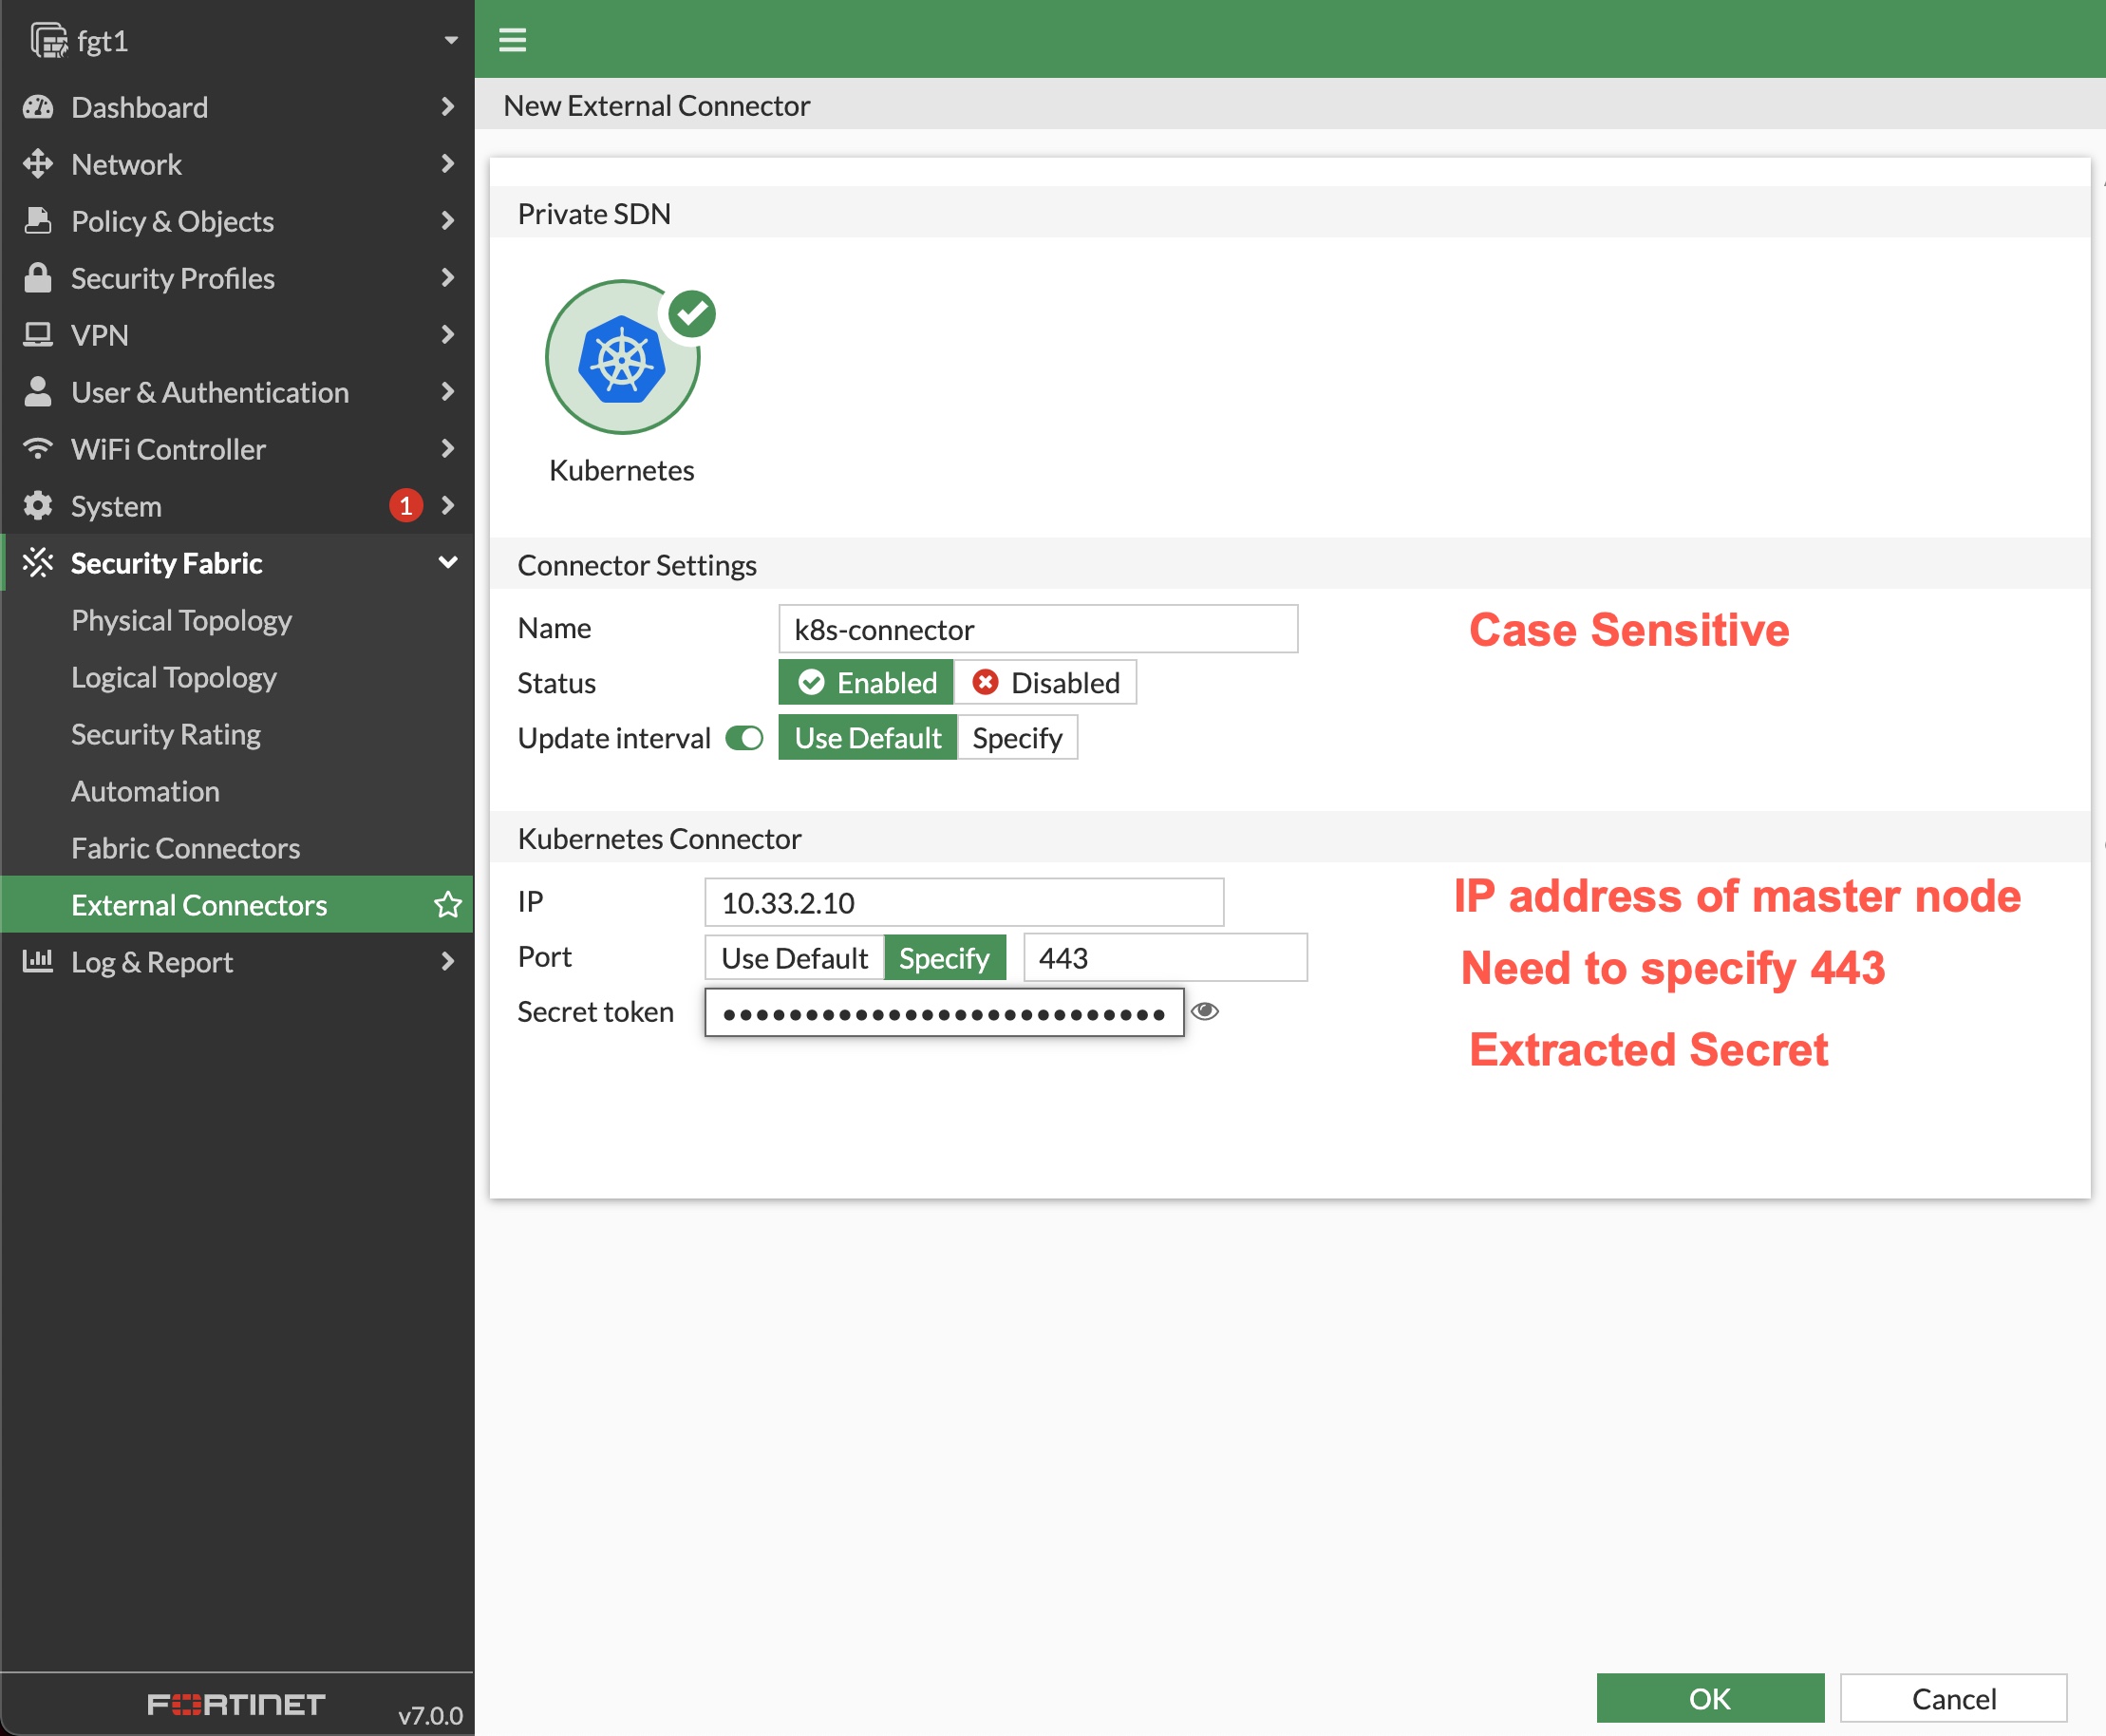 fgt1
Dashboard
Network
Policy & Objects
Security Profiles
VPN
User & Authentication
WiFi Controller
System 1
Security Fabric
Physical Topology
Logical Topology
Security Rating
Automation
Fabric Connectors
External Connectors
Log & Report
FORTINET v7.0.0
New External Connector
Private SDN
Kubernetes
Connector Settings
Name k8s-connector Case Sensitive
Status Enabled Disabled
Update interval Use Default Specify
Kubernetes Connector
IP 10.33.2.10 IP address of master node
Port Use Default Specify 443 Need to specify 443
Secret token ••••••••••••••••••••••••••• Extracted Secret
OK Cancel